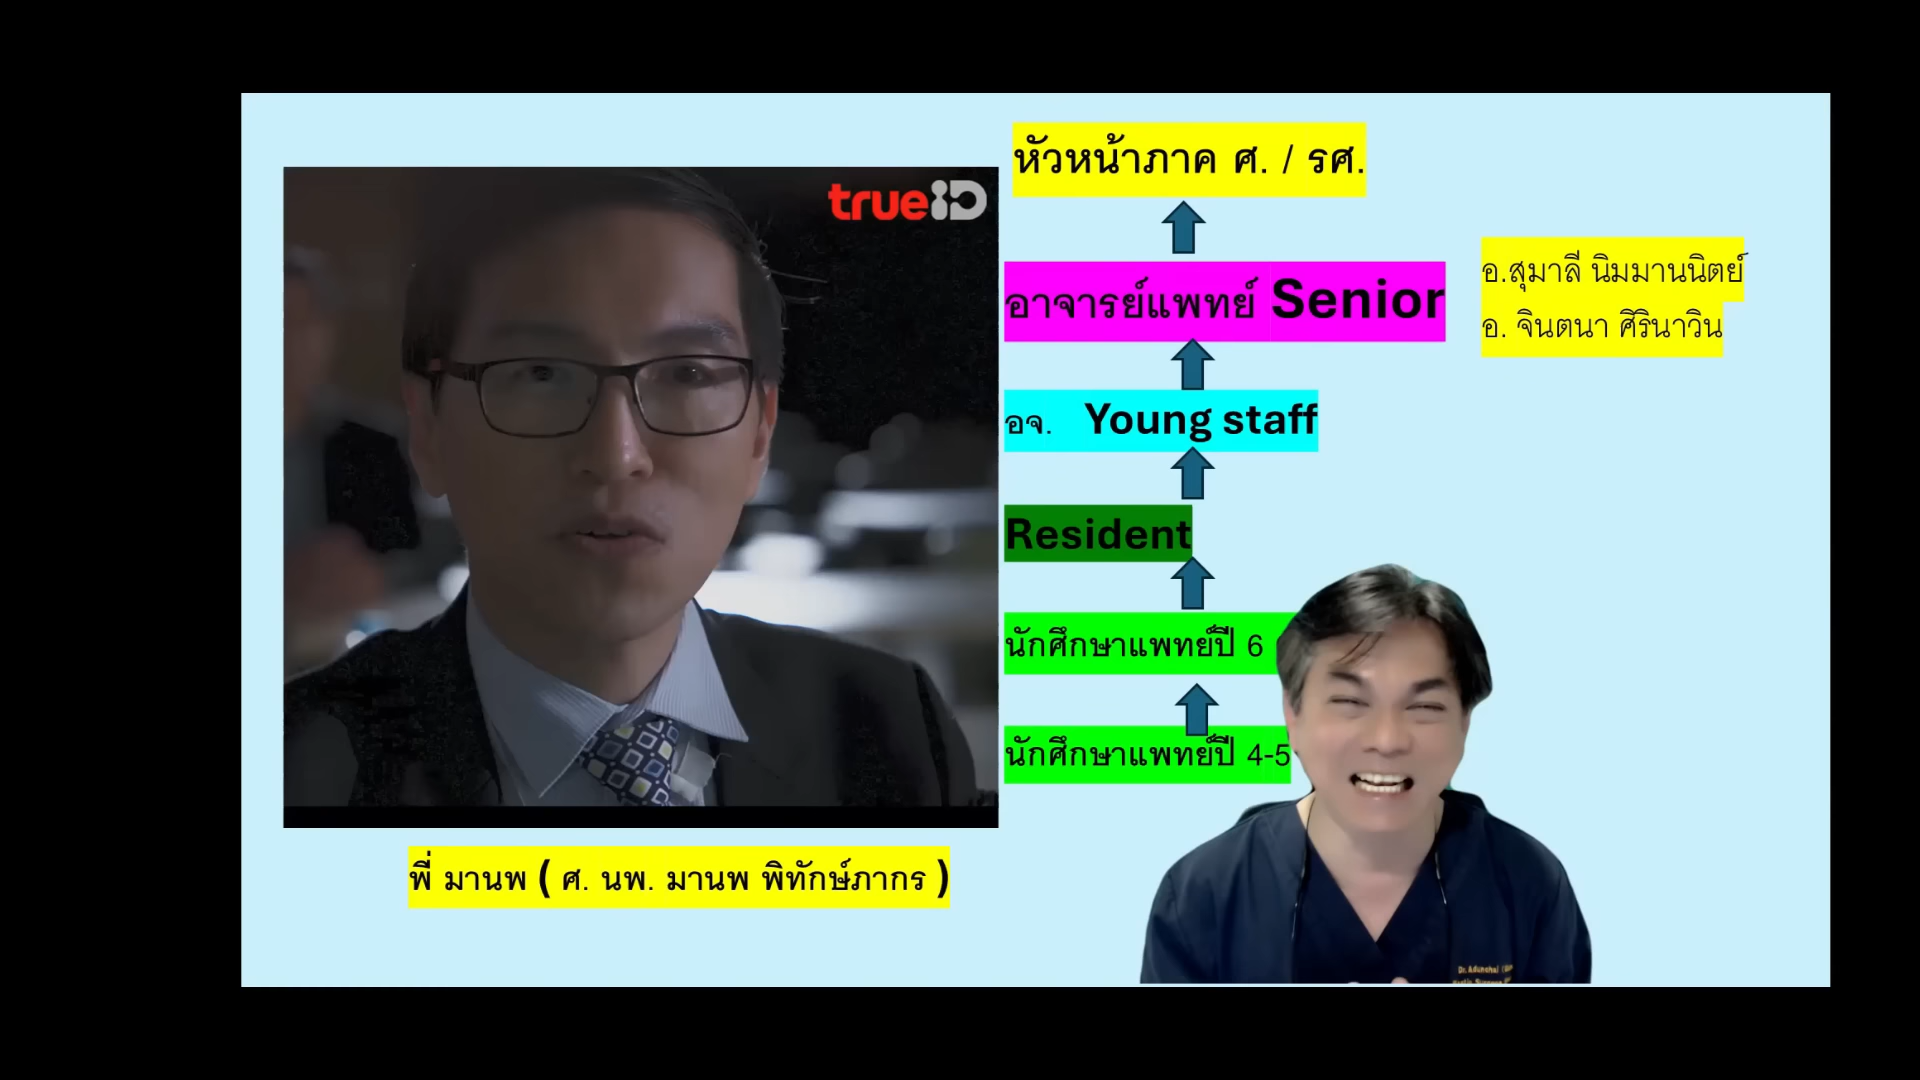 trueID
หัวหน้าภาค ศ. / รศ.
อาจารย์แพทย์ Senior
อ.สุมาลี นิมมานนิตย์
อ. จินตนา ศิรินาวิน
อจ. Young staff
Resident
นักศึกษาแพทย์ปี 6
นักศึกษาแพทย์ปี 4-5
พี่ มานพ ( ศ. นพ. มานพ พิทักษ์ภากร )
Dr. Adunchai